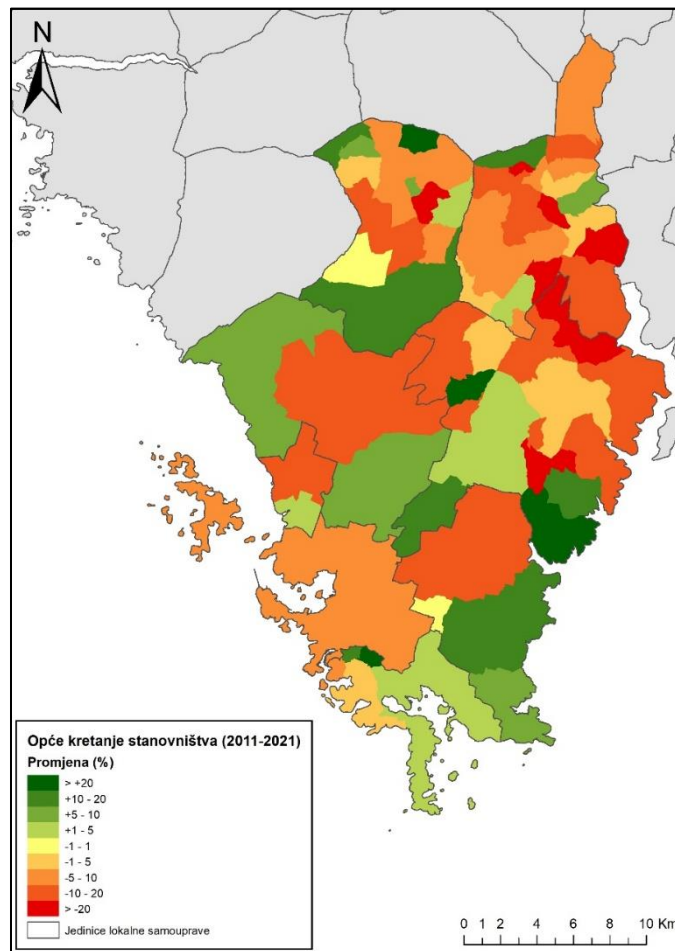 N
Opće kretanje stanovništva (2011-2021)
Promjena (%)
> +20
+10 - 20
+5 - 10
+1 - 5
-1 - 1
-1 - 5
-5 - 10
-10 - 20
> -20
Jedinice lokalne samouprave
0 1 2 4 6 8 10 Km